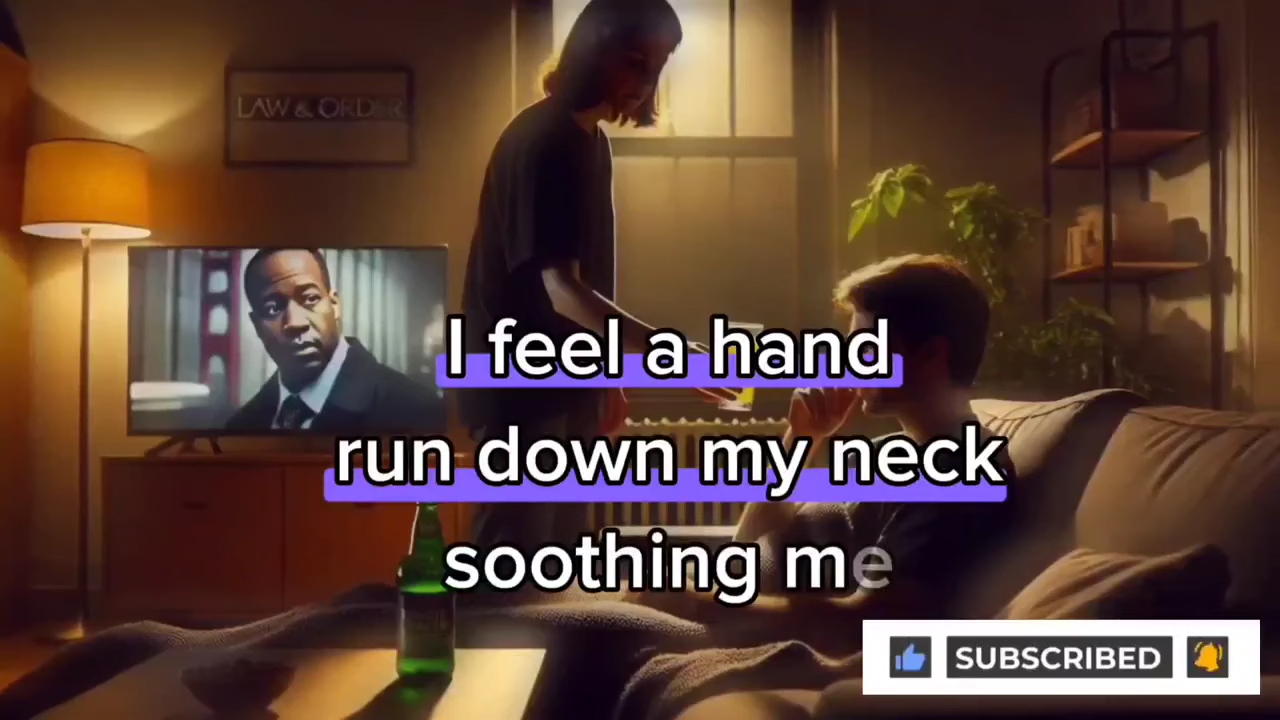 LAW & ORDER
I feel a hand
run down my neck
soothing me
SUBSCRIBED